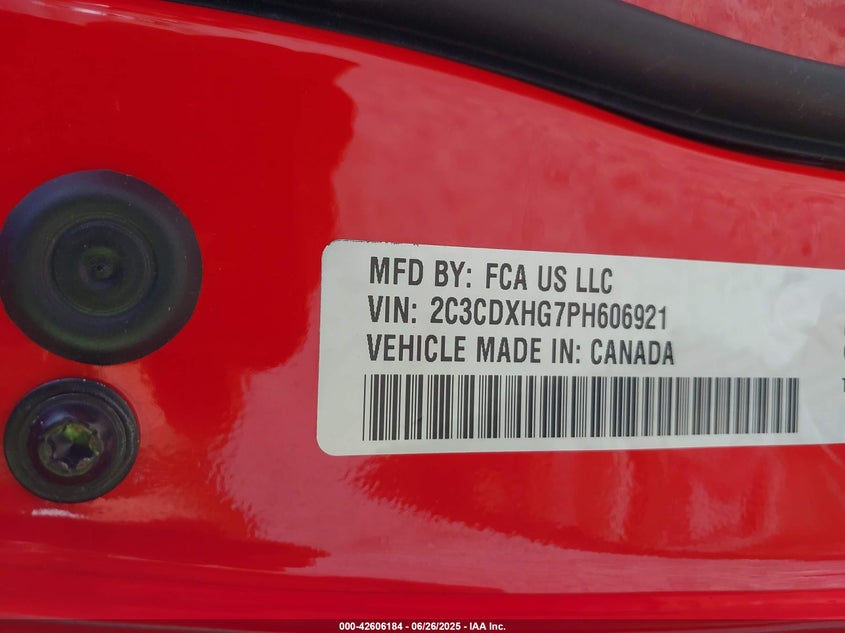 MFD BY: FCA US LLC
VIN: 2C3CDXHG7PH606921
VEHICLE MADE IN: CANADA
000-42606184 - 06/26/2025 - IAA Inc.